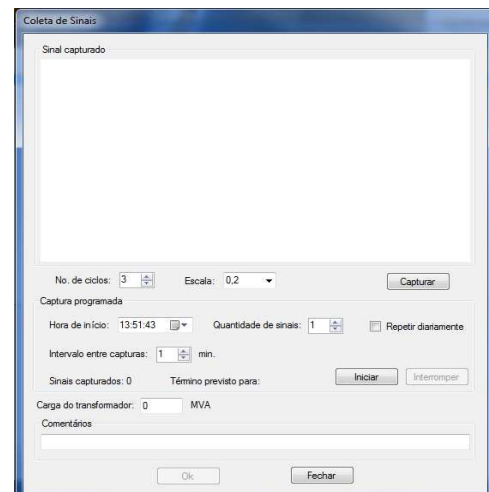 Coleta de Sinais
Sinal capturado
No. de ciclos: 3 Escala: 0,2 Capturar
Captura programada
Hora de início: 13:51:43 Quantidade de sinais: 1 Repetir diariamente
Intervalo entre capturas: 1 min.
Sinais capturados: 0 Término previsto para: Iniciar Interromper
Carga do transformador: 0 MVA
Comentários
Ok Fechar